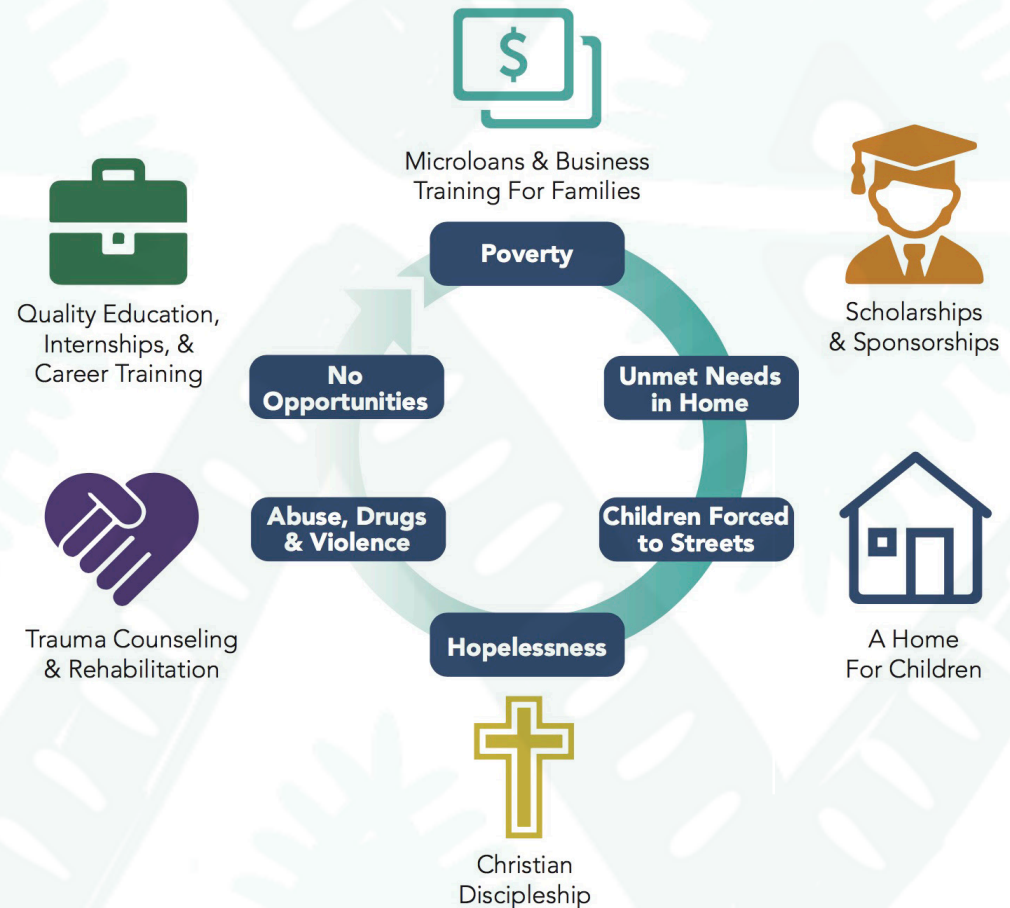 $
Microloans & Business
Training For Families
Poverty
Quality Education,
Internships, &
Career Training
Scholarships
& Sponsorships
No
Opportunities
Unmet Needs
in Home
Abuse, Drugs
& Violence
Children Forced
to Streets
Trauma Counseling
& Rehabilitation
Hopelessness
A Home
For Children
Christian
Discipleship